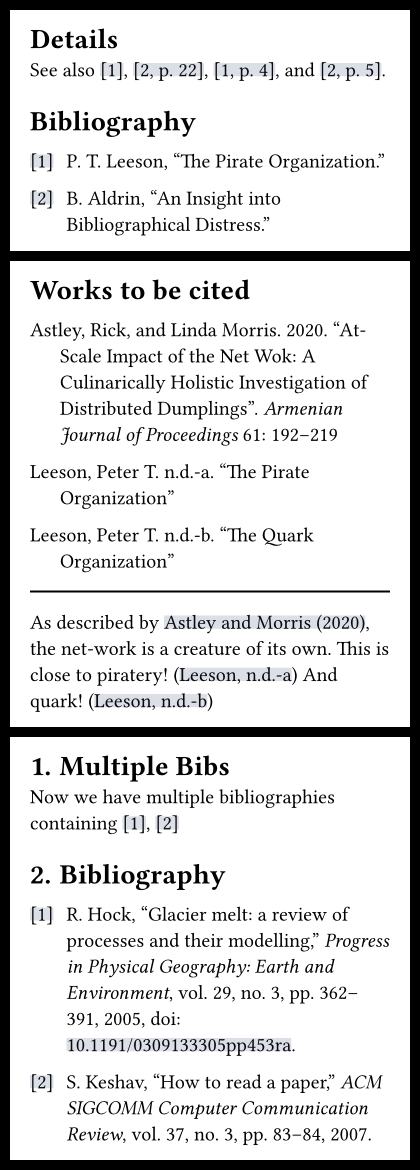 Details
See also [1], [2, p. 22], [1, p. 4], and [2, p. 5].
Bibliography
[1] P. T. Leeson, “The Pirate Organization.”
[2] B. Aldrin, “An Insight into
Bibliographical Distress.”
Works to be cited
Astley, Rick, and Linda Morris. 2020. “At-
Scale Impact of the Net Wok: A
Culinarically Holistic Investigation of
Distributed Dumplings”. Armenian
Journal of Proceedings 61: 192–219
Leeson, Peter T. n.d.-a. “The Pirate
Organization”
Leeson, Peter T. n.d.-b. “The Quark
Organization”
As described by Astley and Morris (2020),
the net-work is a creature of its own. This is
close to piratery! (Leeson, n.d.-a) And
quark! (Leeson, n.d.-b)
1. Multiple Bibs
Now we have multiple bibliographies
containing [1], [2]
2. Bibliography
[1] R. Hock, “Glacier melt: a review of
processes and their modelling,” Progress
in Physical Geography: Earth and
Environment, vol. 29, no. 3, pp. 362–
391, 2005, doi:
10.1191/0309133305pp453ra.
[2] S. Keshav, “How to read a paper,” ACM
SIGCOMM Computer Communication
Review, vol. 37, no. 3, pp. 83–84, 2007.